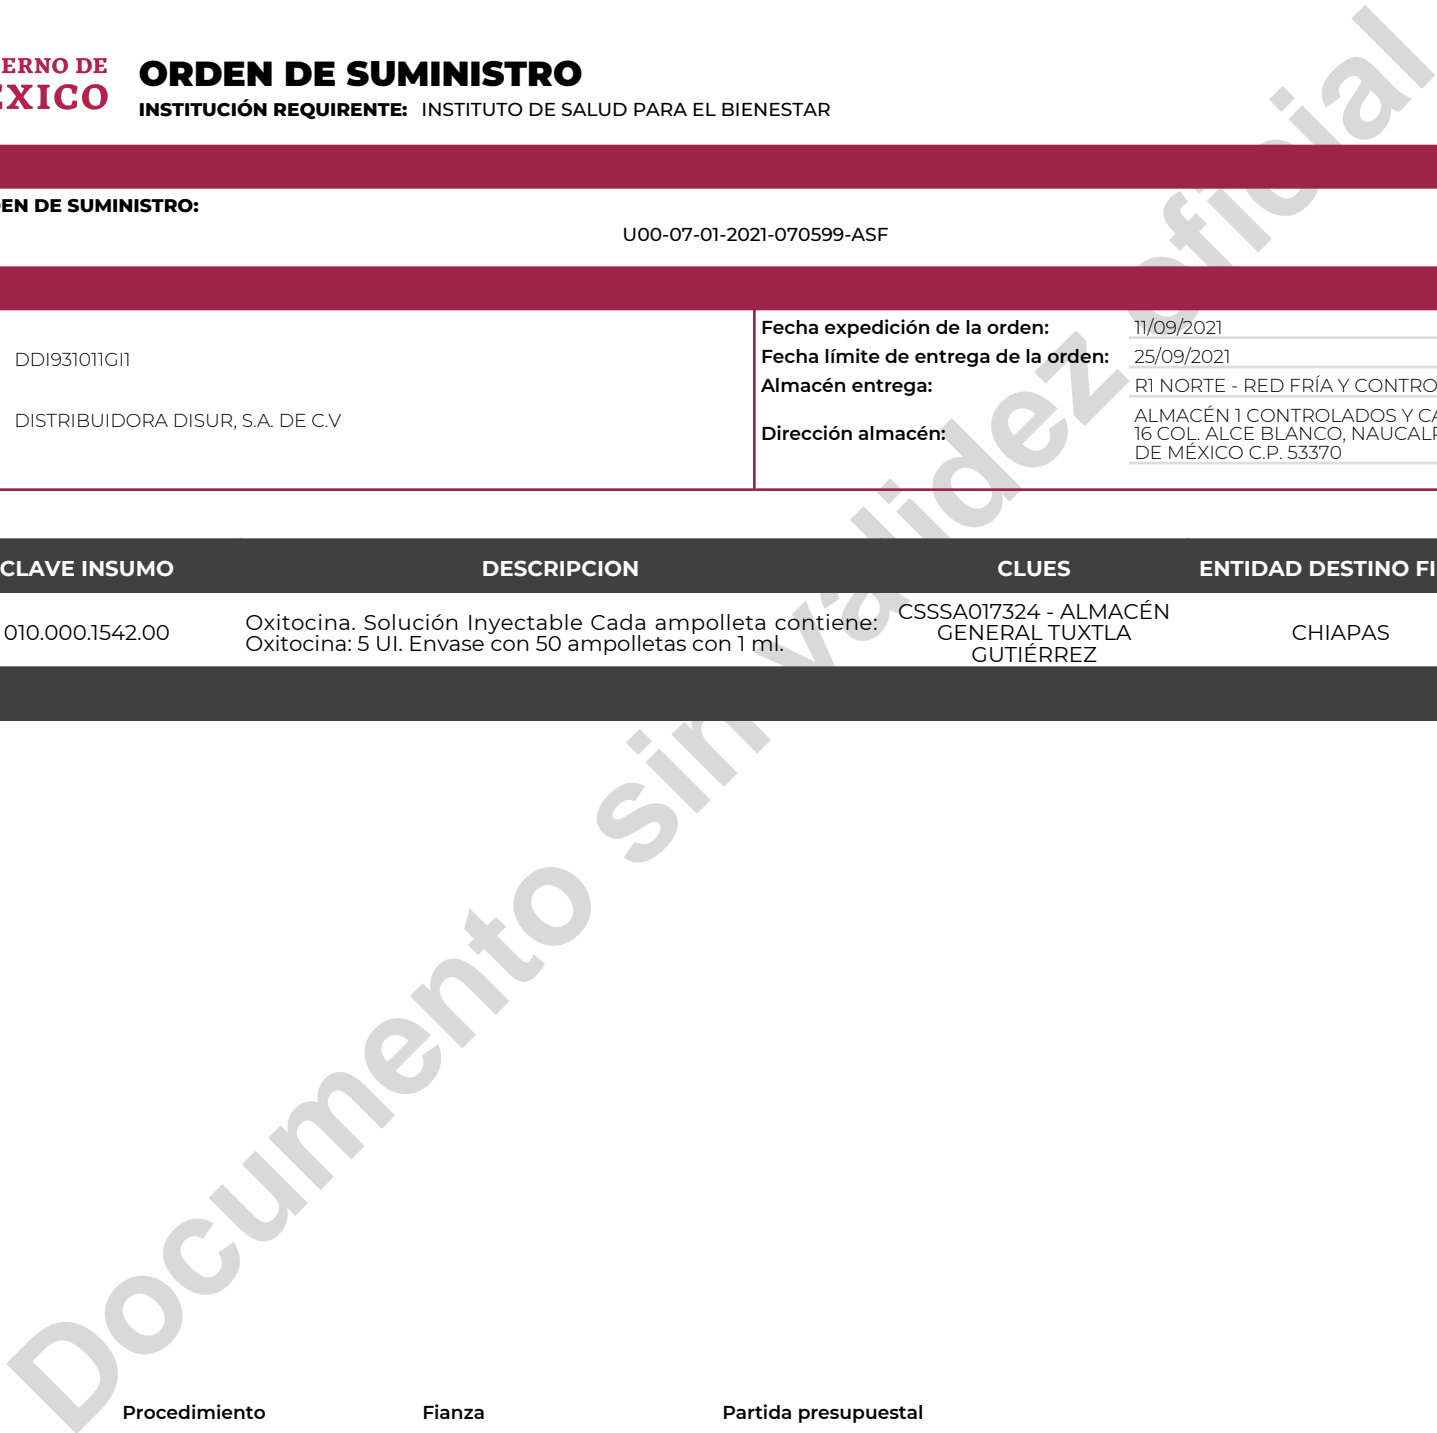 ERNO DE
ÉXICO
ORDEN DE SUMINISTRO
INSTITUCIÓN REQUIRENTE: INSTITUTO DE SALUD PARA EL BIENESTAR
EN DE SUMINISTRO:
U00-07-01-2021-070599-ASF
DDI931011GI1
DISTRIBUIDORA DISUR, S.A. DE C.V
Fecha expedición de la orden: 11/09/2021
Fecha límite de entrega de la orden: 25/09/2021
Almacén entrega: R1 NORTE - RED FRÍA Y CONTRO
Dirección almacén: ALMACÉN 1 CONTROLADOS Y CA
16 COL. ALCE BLANCO, NAUCALP
DE MÉXICO C.P. 53370
CLAVE INSUMO DESCRIPCION CLUES ENTIDAD DESTINO FI
010.000.1542.00
Oxitocina. Solución Inyectable Cada ampolleta contiene:
Oxitocina: 5 UI. Envase con 50 ampolletas con 1 ml.
CSSSA017324 - ALMACÉN
GENERAL TUXTLA
GUTIÉRREZ
CHIAPAS
Documento sin validez oficial
Procedimiento Fianza Partida presupuestal